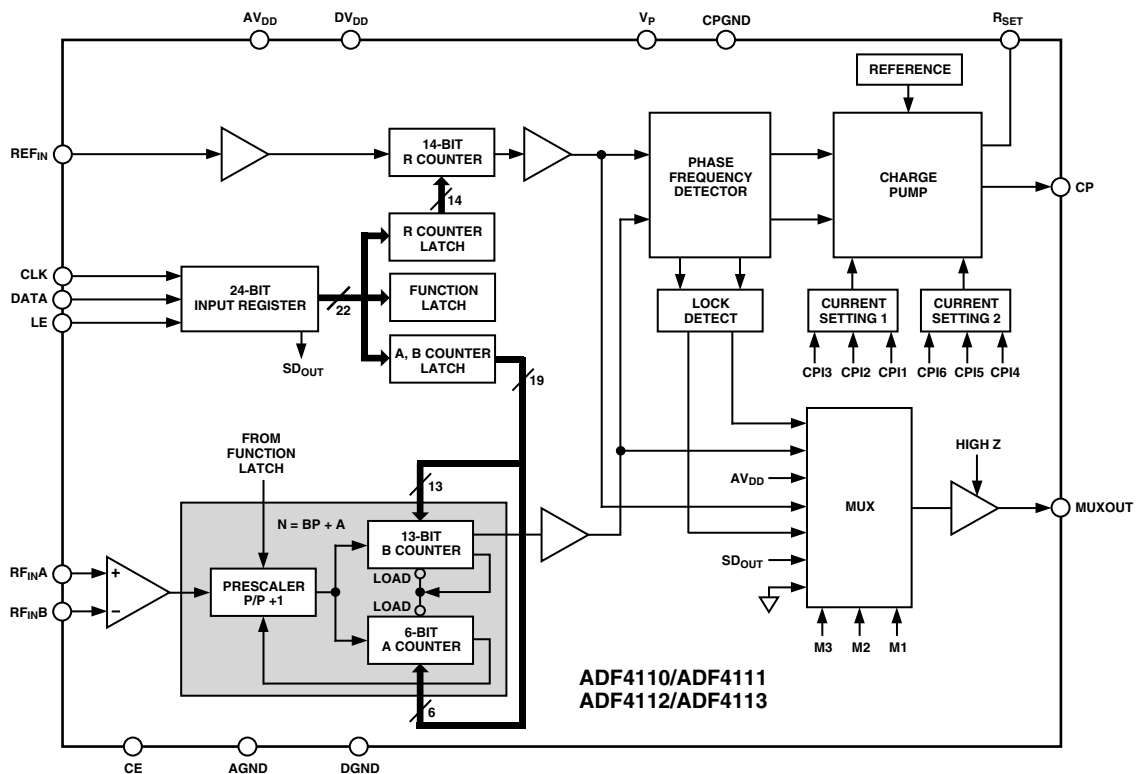 AVDD
DVDD
VP
CPGND
RSET
REFERENCE
REFIN
14-BIT
R COUNTER
PHASE
FREQUENCY
DETECTOR
CHARGE
PUMP
CP
14
R COUNTER
LATCH
CLK
DATA
LE
24-BIT
INPUT REGISTER
22
FUNCTION
LATCH
LOCK
DETECT
CURRENT
SETTING 1
CURRENT
SETTING 2
SDOUT
A, B COUNTER
LATCH
19
CPI3 CPI2 CPI1 CPI6 CPI5 CPI4
FROM
FUNCTION
LATCH
HIGH Z
13
AVDD
MUX
MUXOUT
N = BP + A
13-BIT
B COUNTER
RFINA
RFINB
+
–
PRESCALER
P/P +1
LOAD
LOAD
SDOUT
6-BIT
A COUNTER
M3 M2 M1
ADF4110/ADF4111
ADF4112/ADF4113
6
CE
AGND
DGND